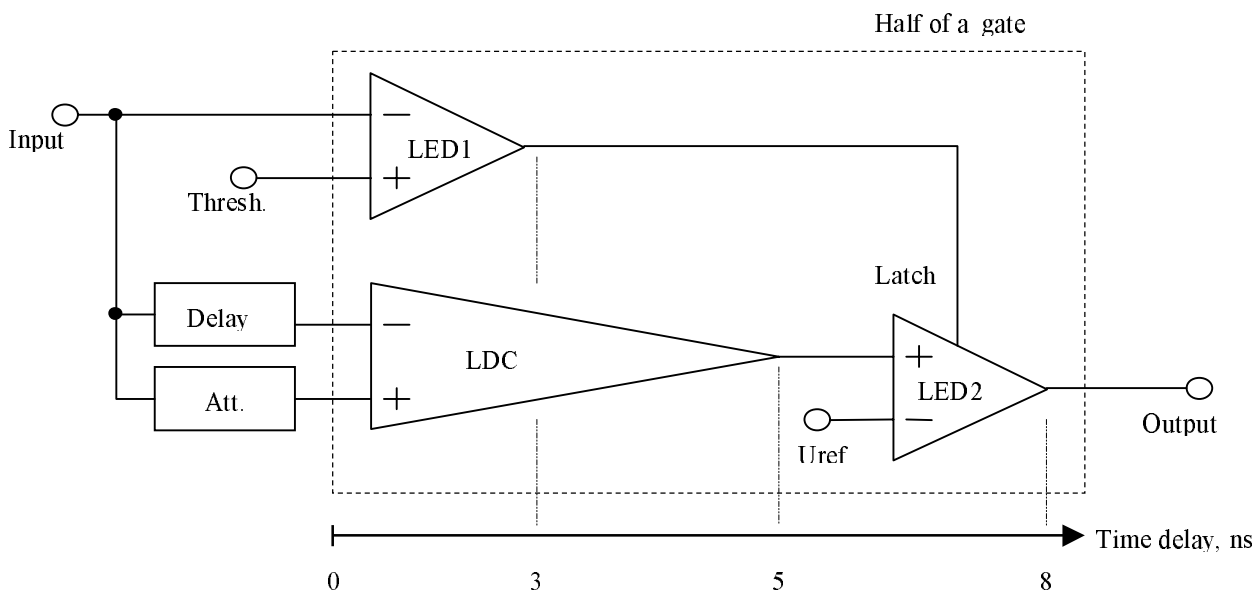 Half of a gate
Input
−
LED1
+
Thresh.
Latch
Delay
−
LDC
+
LED2
Att.
+
−
Output
Uref
Time delay, ns
0 3 5 8